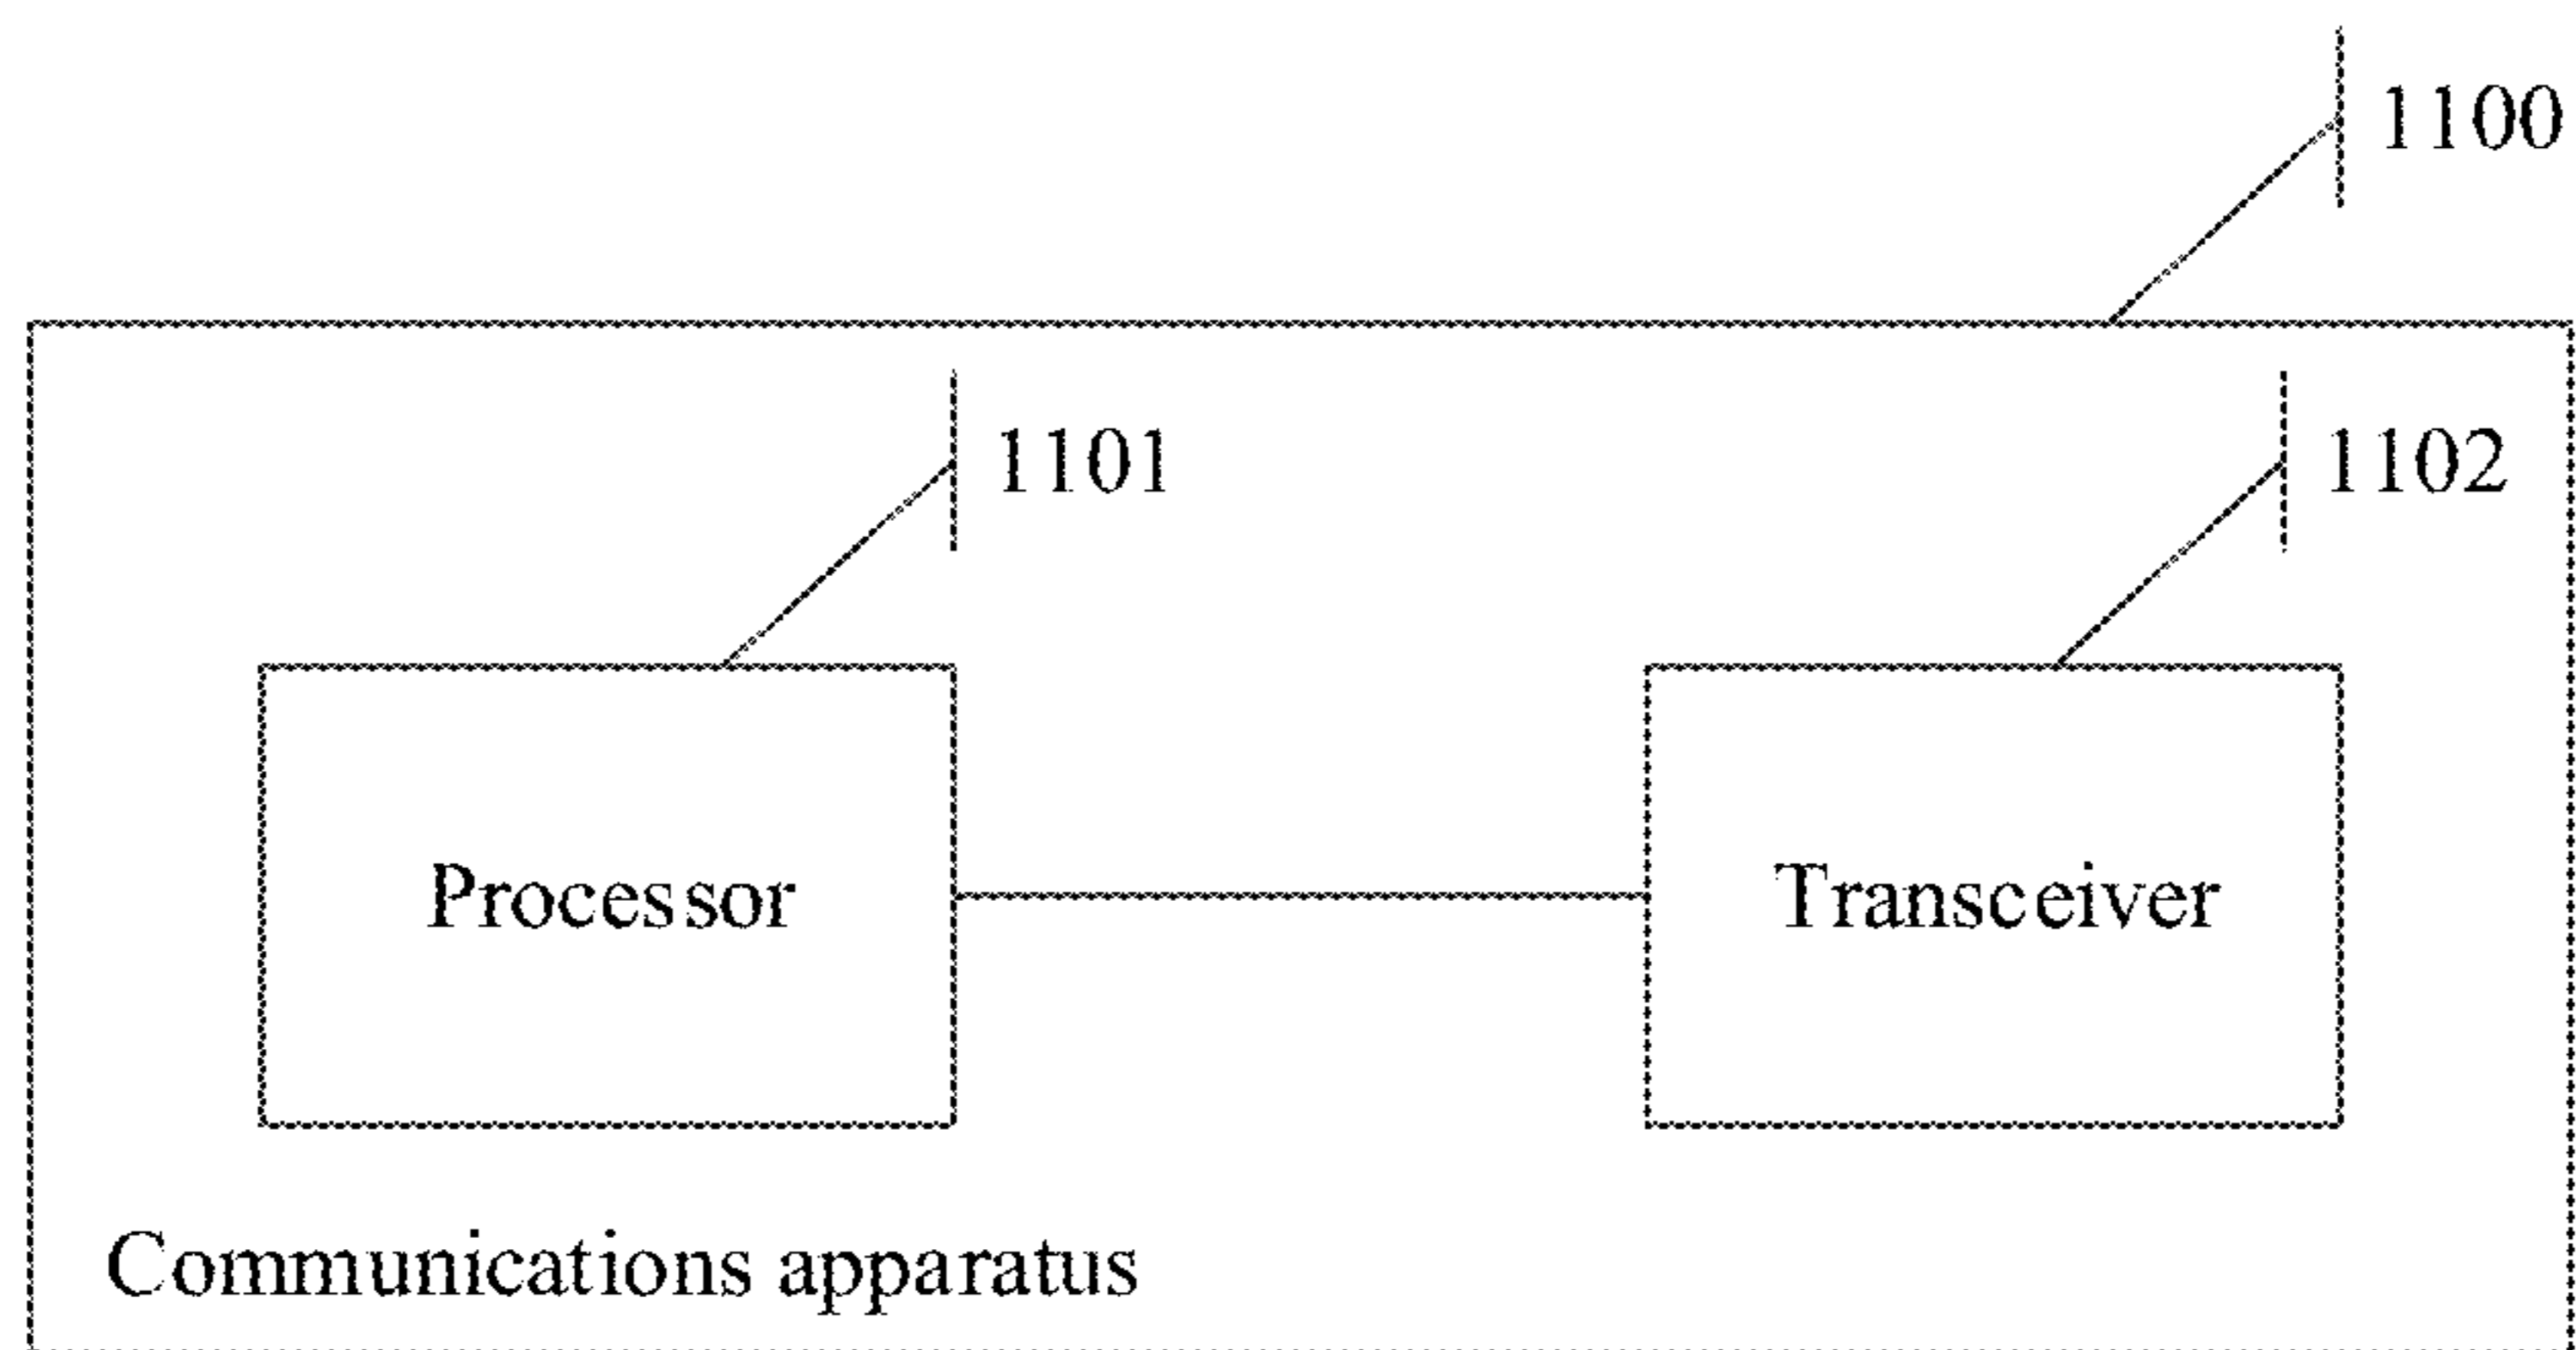 1100
1101
1102
Processor
Transceiver
Communications apparatus